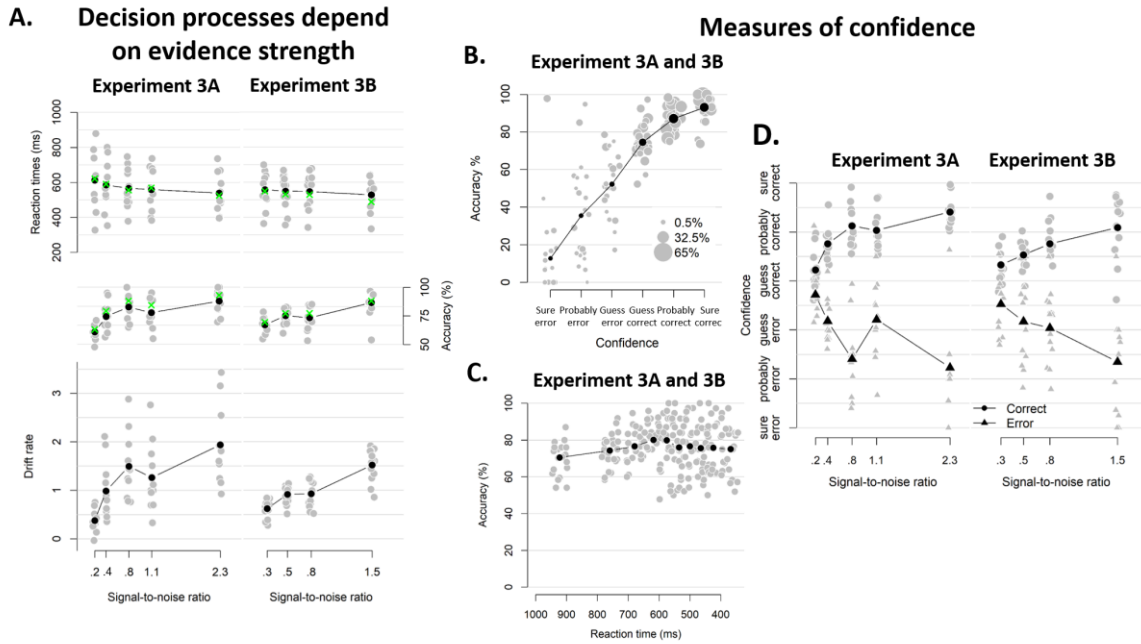 A.
Decision processes depend
on evidence strength
Experiment 3A
Experiment 3B
Reaction times (ms)
1000
800
600
400
200
Accuracy (%)
100
75
50
Drift rate
3
2
1
0
.2 .4 .8 1.1 2.3
.3 .5 .8 1.5
Signal-to-noise ratio
Signal-to-noise ratio
Measures of confidence
B.
Experiment 3A and 3B
Accuracy %
100
80
60
40
20
0
0.5%
32.5%
65%
Sure error
Probably error
Guess error
Guess correct
Probably correct
Sure correc
Confidence
C.
Experiment 3A and 3B
Accuracy (%)
100
80
60
40
20
0
1000 900 800 700 600 500 400
Reaction time (ms)
D.
Experiment 3A
Experiment 3B
Confidence
sure correct
probably correct
guess correct
guess error
probably error
sure error
Correct
Error
.2 .4 .8 1.1 2.3
.3 .5 .8 1.5
Signal-to-noise ratio
Signal-to-noise ratio